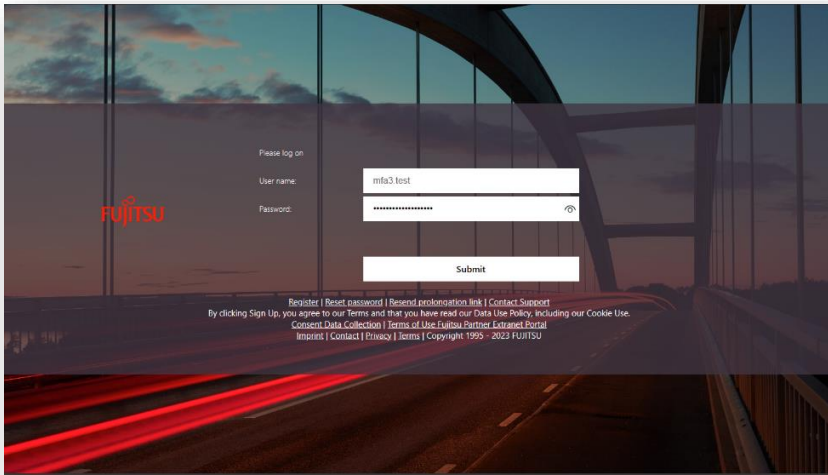 Please log on
User name: mfa3.test
FUJITSU
Password: ••••••••••••••••••
Submit
Register | Reset password | Resend prolongation link | Contact Support
By clicking Sign Up, you agree to our Terms and that you have read our Data Use Policy, including our Cookie Use.
Consent Data Collection | Terms of Use Fujitsu Partner Extranet Portal
Imprint | Contact | Privacy | Terms | Copyright 1995 - 2023 FUJITSU